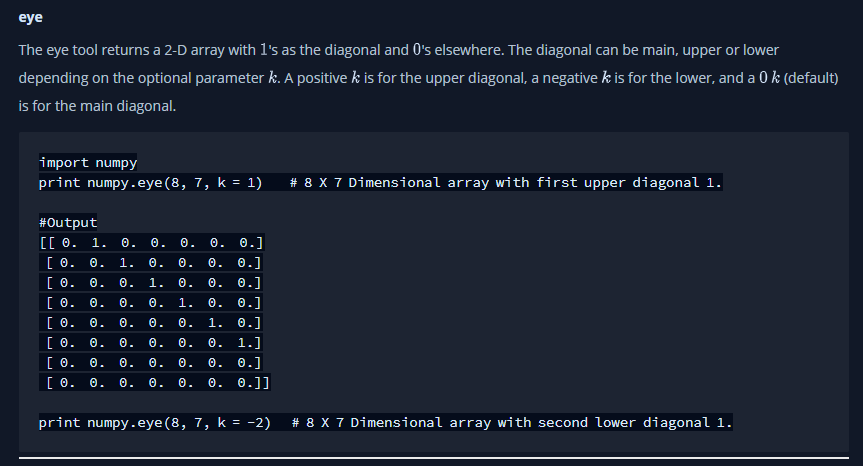 eye
The eye tool returns a 2-D array with 1's as the diagonal and 0's elsewhere. The diagonal can be main, upper or lower
depending on the optional parameter k. A positive k is for the upper diagonal, a negative k is for the lower, and a 0 k (default)
is for the main diagonal.
import numpy
print numpy.eye(8, 7, k = 1)    # 8 X 7 Dimensional array with first upper diagonal 1.
#Output
[[ 0.  1.  0.  0.  0.  0.  0.]
 [ 0.  0.  1.  0.  0.  0.  0.]
 [ 0.  0.  0.  1.  0.  0.  0.]
 [ 0.  0.  0.  0.  1.  0.  0.]
 [ 0.  0.  0.  0.  0.  1.  0.]
 [ 0.  0.  0.  0.  0.  0.  1.]
 [ 0.  0.  0.  0.  0.  0.  0.]
 [ 0.  0.  0.  0.  0.  0.  0.]]
print numpy.eye(8, 7, k = -2)   # 8 X 7 Dimensional array with second lower diagonal 1.